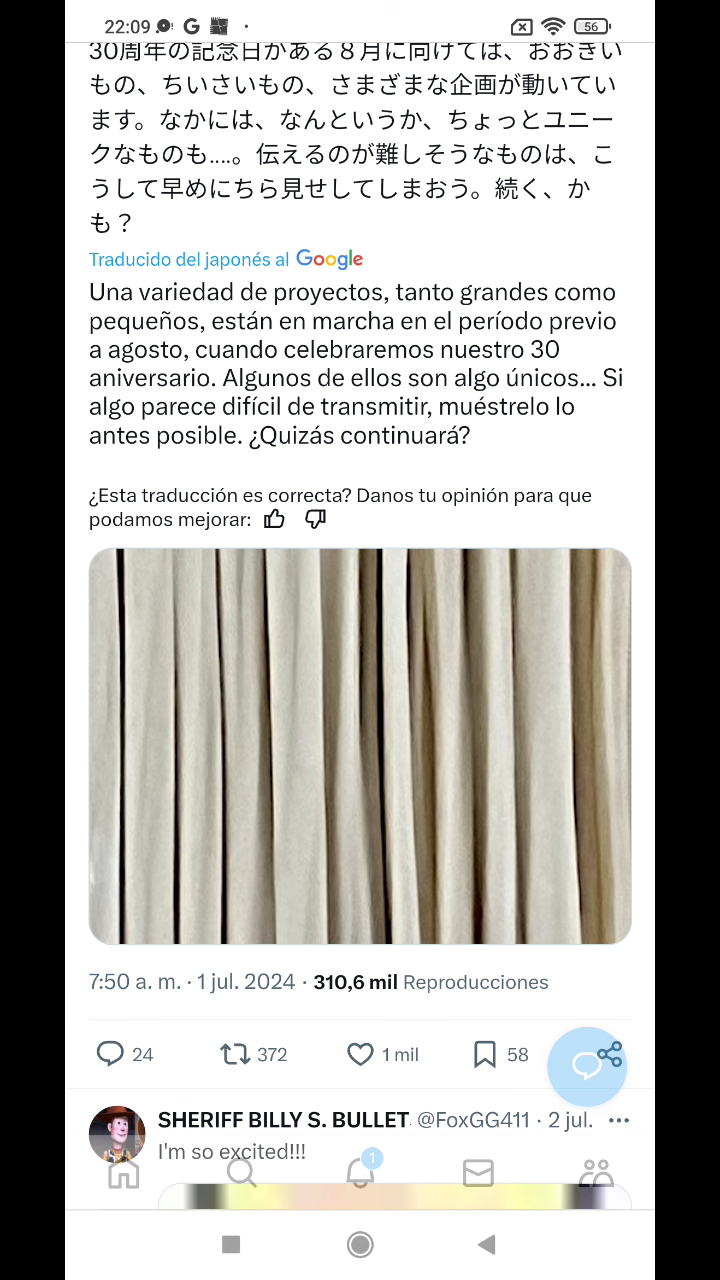 22:09
56
30周年の記念日がある８月に向けては、おおきい
もの、ちいさいもの、さまざまな企画が動いてい
ます。なかには、なんというか、ちょっとユニー
クなものも....。伝えるのが難しそうなものは、こ
うして早めにちら見せしてしまおう。続く、か
も？
Traducido del japonés al Google
Una variedad de proyectos, tanto grandes como
pequeños, están en marcha en el período previo
a agosto, cuando celebraremos nuestro 30
aniversario. Algunos de ellos son algo únicos... Si
algo parece difícil de transmitir, muéstrelo lo
antes posible. ¿Quizás continuará?
¿Esta traducción es correcta? Danos tu opinión para que
podamos mejorar:
7:50 a. m. · 1 jul. 2024 · 310,6 mil Reproducciones
24 372 1 mil 58
SHERIFF BILLY S. BULLET @FoxGG411 · 2 jul.
I'm so excited!!!
1